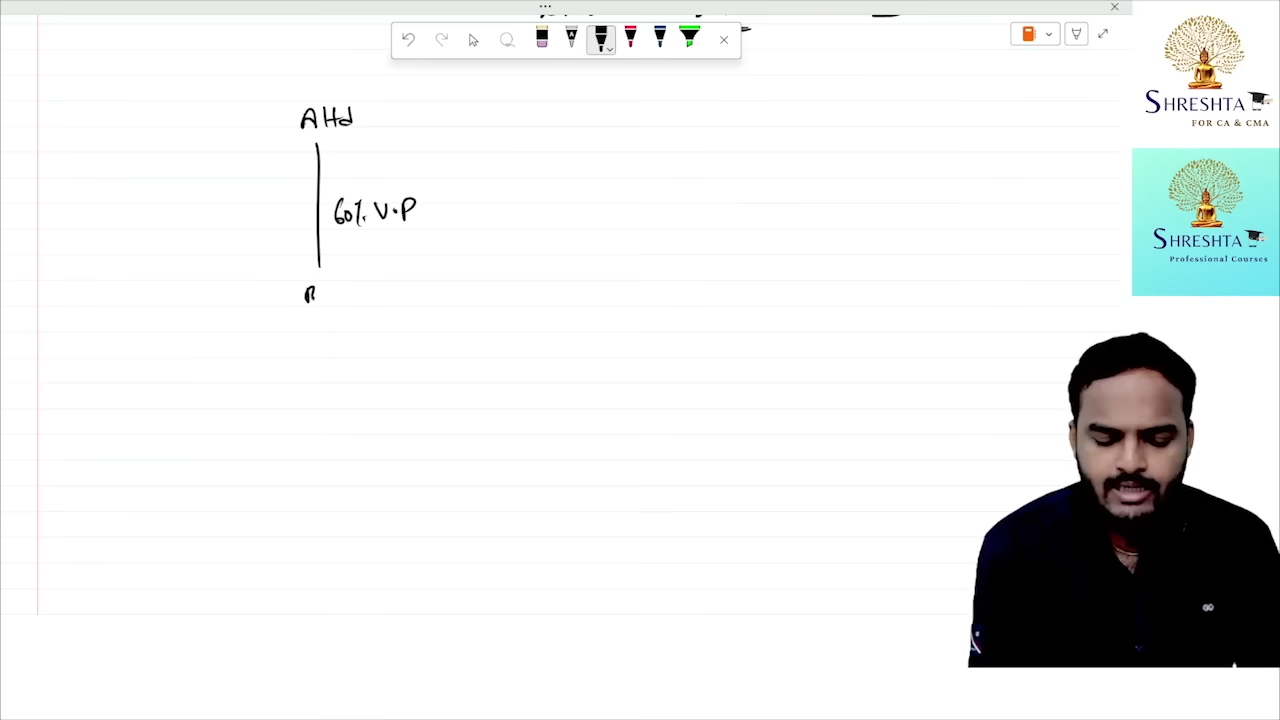 A Ltd
60% V.P
SHRESHTA
FOR CA & CMA
SHRESHTA
Professional Courses